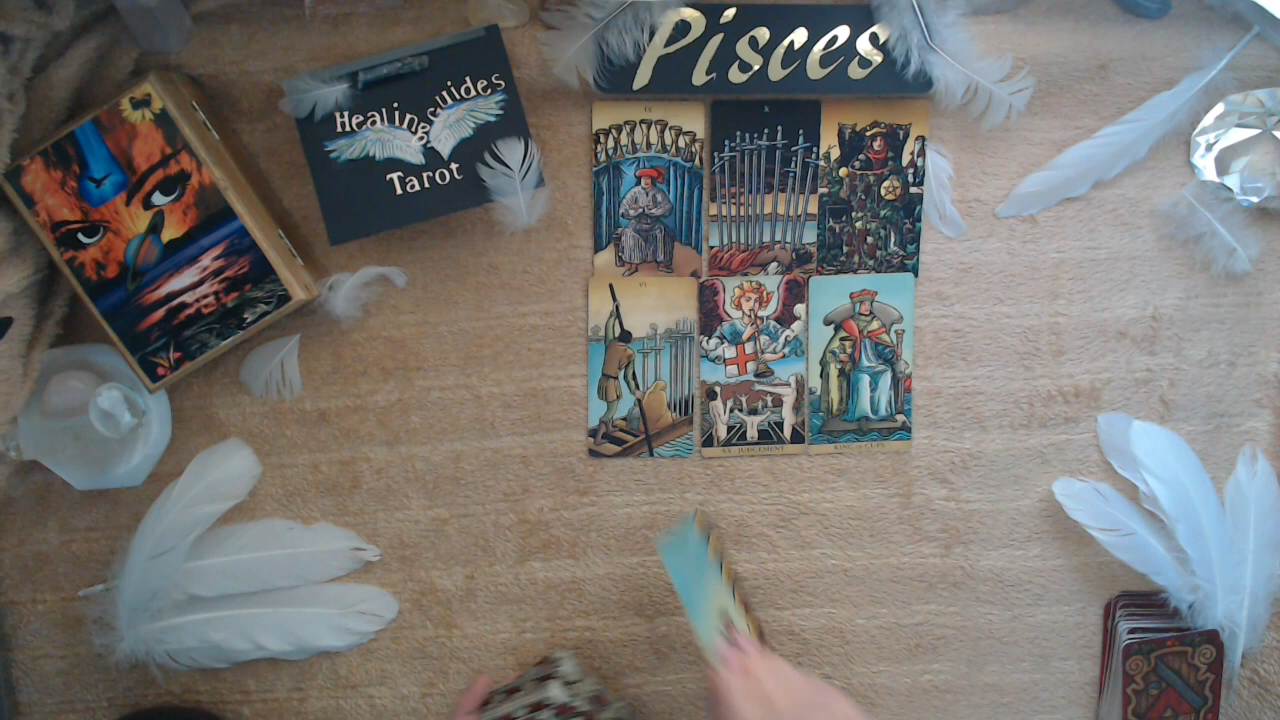 Pisces
Healing Guides
Tarot
IX
X
VI
XX JUDGEMENT
KING of CUPS